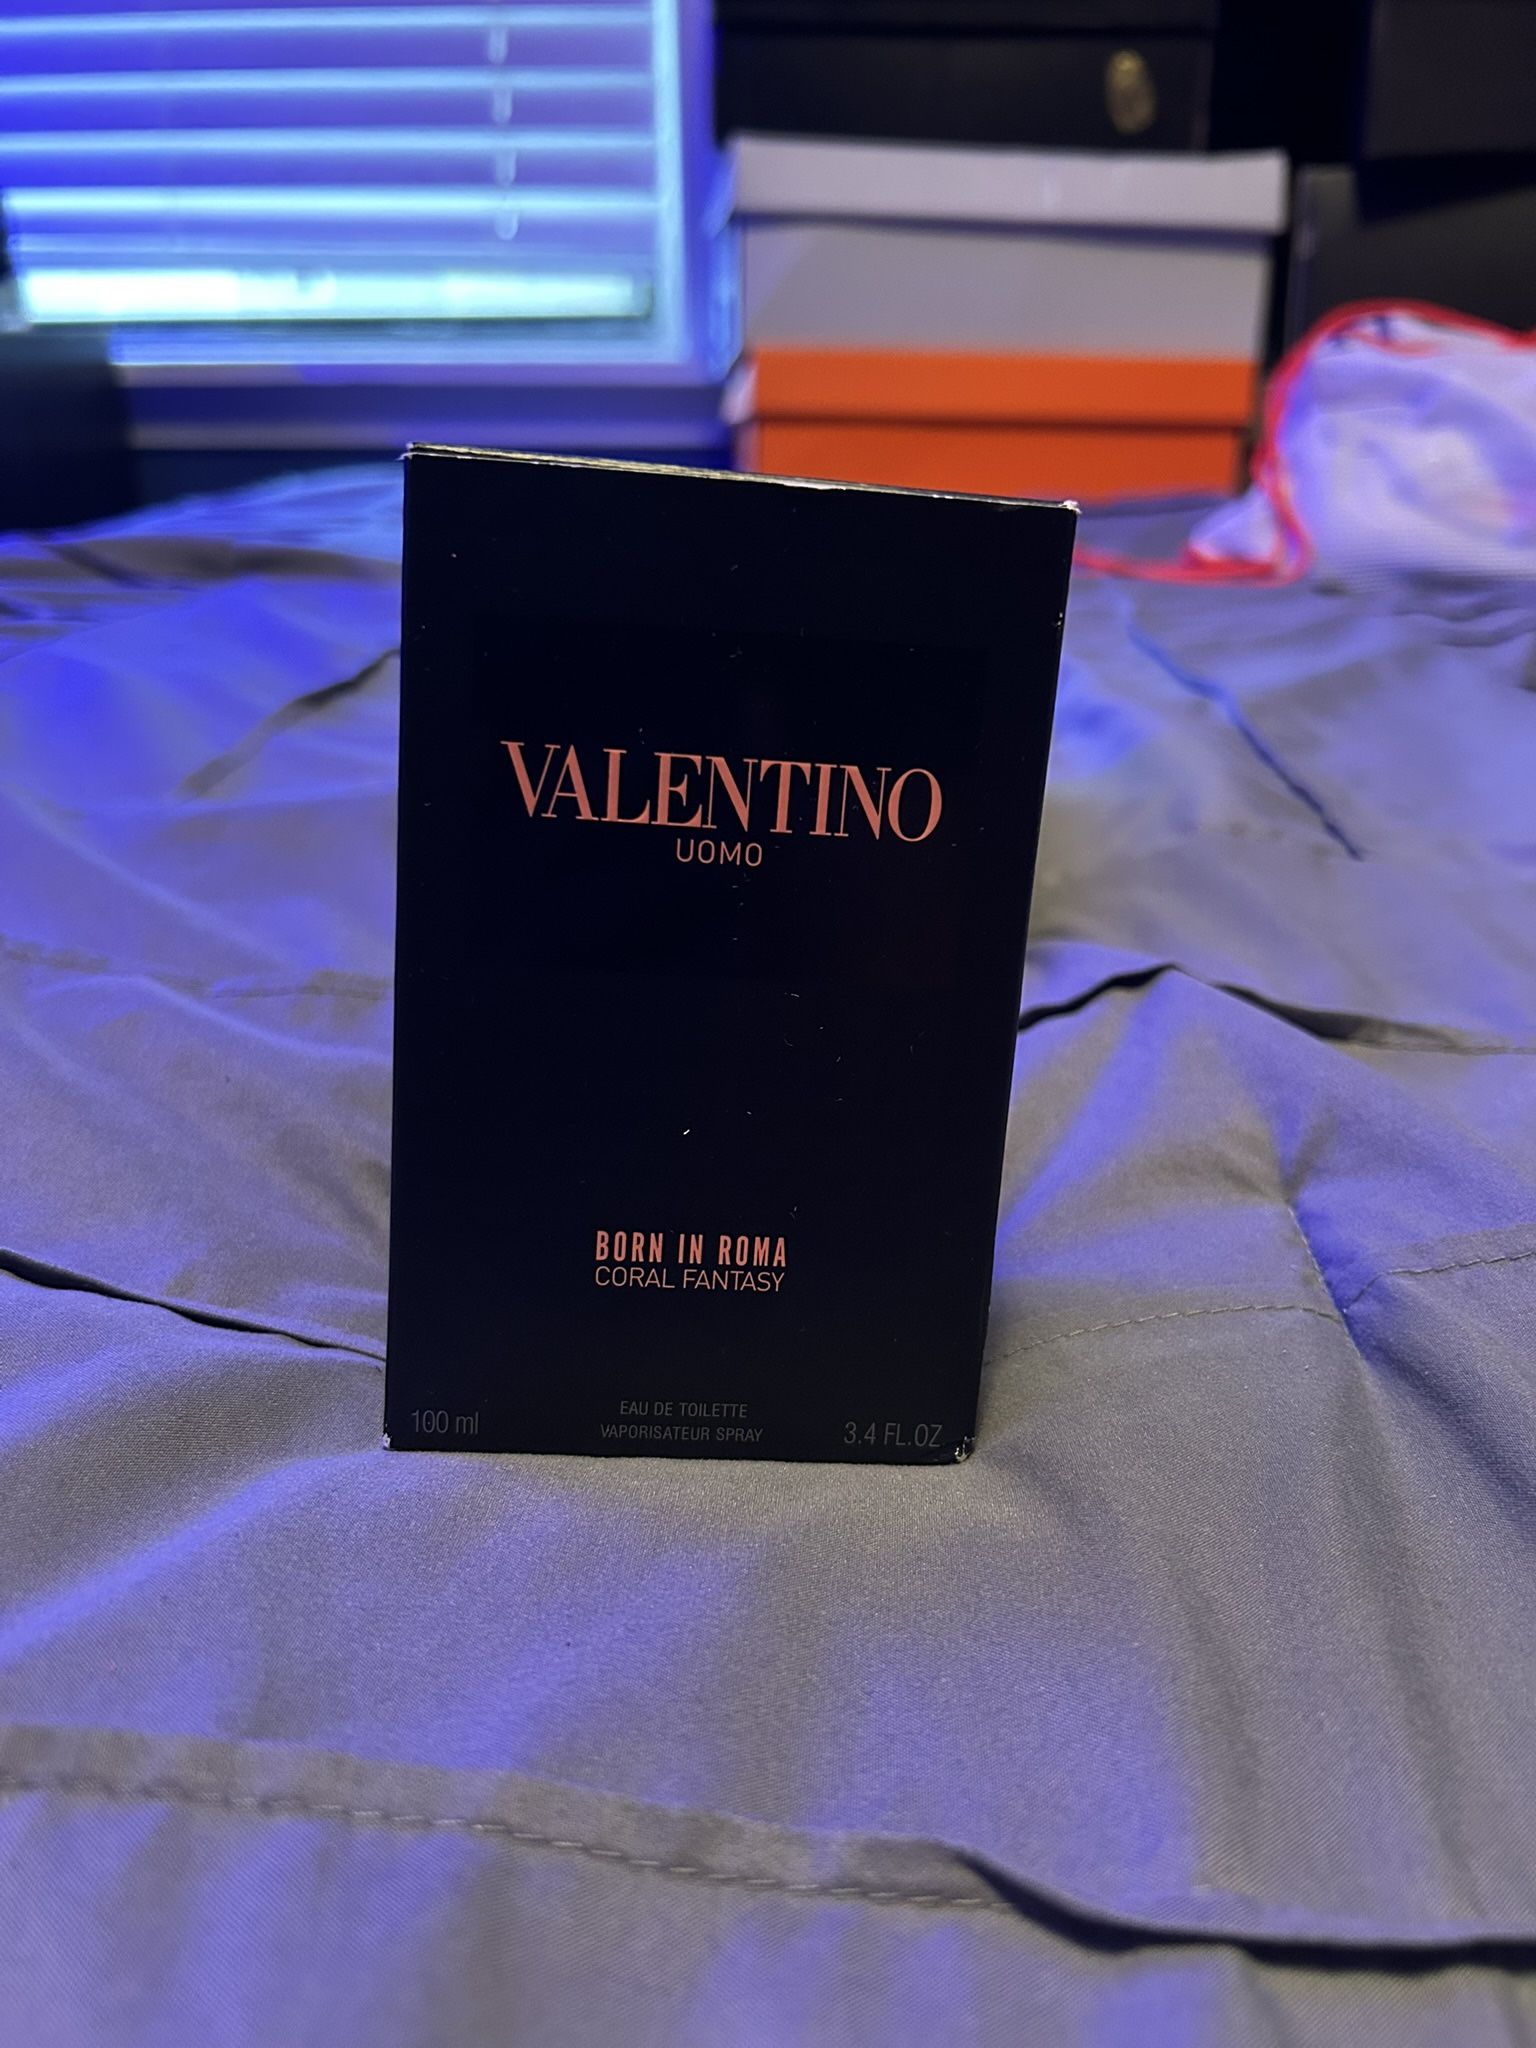 VALENTINO
UOMO
BORN IN ROMA
CORAL FANTASY
EAU DE TOILETTE
VAPORISATEUR SPRAY
100 ml
3.4 FL.OZ